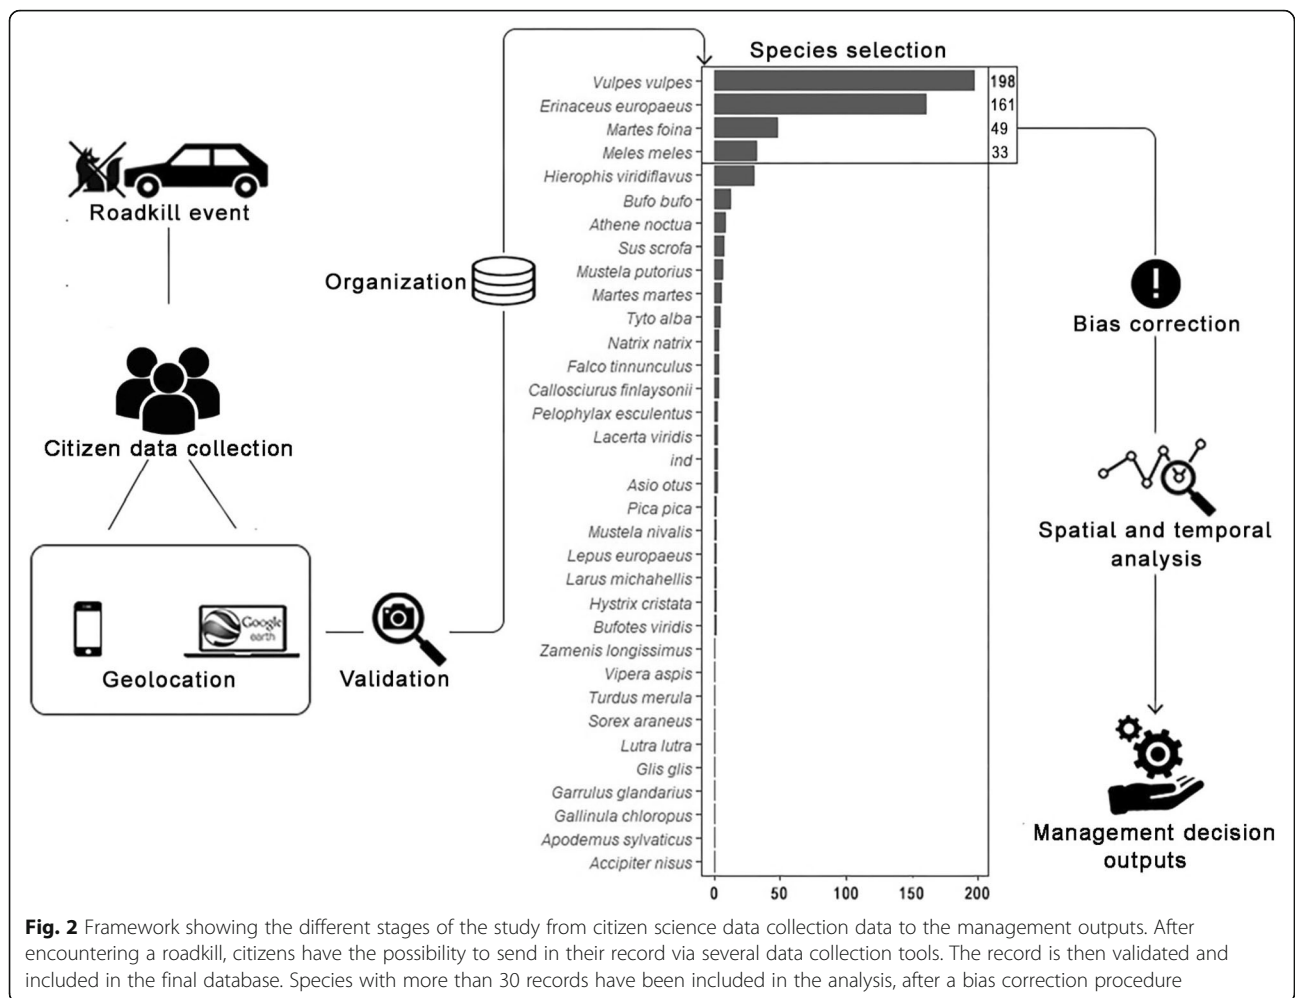 Roadkill event
Citizen data collection
Google
earth
Geolocation
Validation
Organization
Species selection
Vulpes vulpes 198
Erinaceus europaeus 161
Martes foina 49
Meles meles 33
Hierophis viridiflavus
Bufo bufo
Athene noctua
Sus scrofa
Mustela putorius
Martes martes
Tyto alba
Natrix natrix
Falco tinnunculus
Callosciurus finlaysonii
Pelophylax esculentus
Lacerta viridis
ind
Asio otus
Pica pica
Mustela nivalis
Lepus europaeus
Larus michahellis
Hystrix cristata
Bufotes viridis
Zamenis longissimus
Vipera aspis
Turdus merula
Sorex araneus
Lutra lutra
Glis glis
Garrulus glandarius
Gallinula chloropus
Apodemus sylvaticus
Accipiter nisus
0 50 100 150 200
Bias correction
Spatial and temporal
analysis
Management decision
outputs
Fig. 2 Framework showing the different stages of the study from citizen science data collection data to the management outputs. After
encountering a roadkill, citizens have the possibility to send in their record via several data collection tools. The record is then validated and
included in the final database. Species with more than 30 records have been included in the analysis, after a bias correction procedure